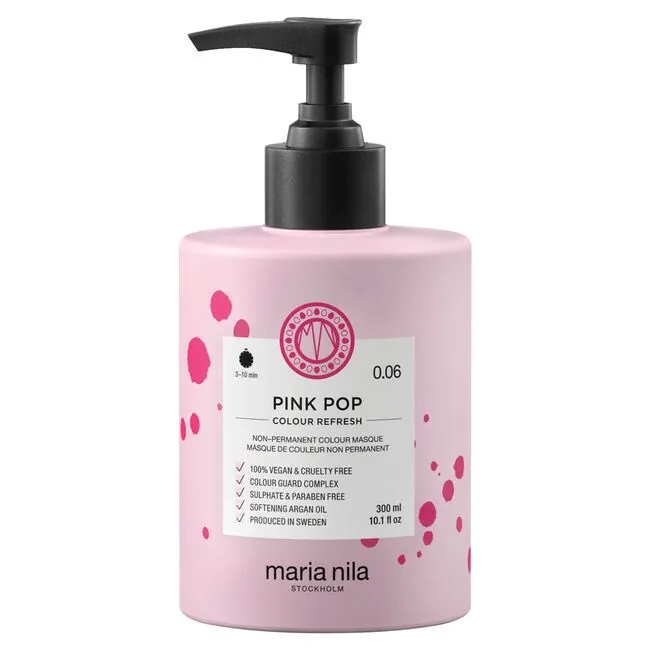 MN
3-10 min
0.06
PINK POP
COLOUR REFRESH
NON-PERMANENT COLOUR MASQUE
MASQUE DE COULEUR NON PERMANENT
✓ 100% VEGAN & CRUELTY FREE
✓ COLOUR GUARD COMPLEX
✓ SULPHATE & PARABEN FREE
✓ SOFTENING ARGAN OIL
✓ PRODUCED IN SWEDEN
300 ml
10.1 fl oz
maria nila
STOCKHOLM